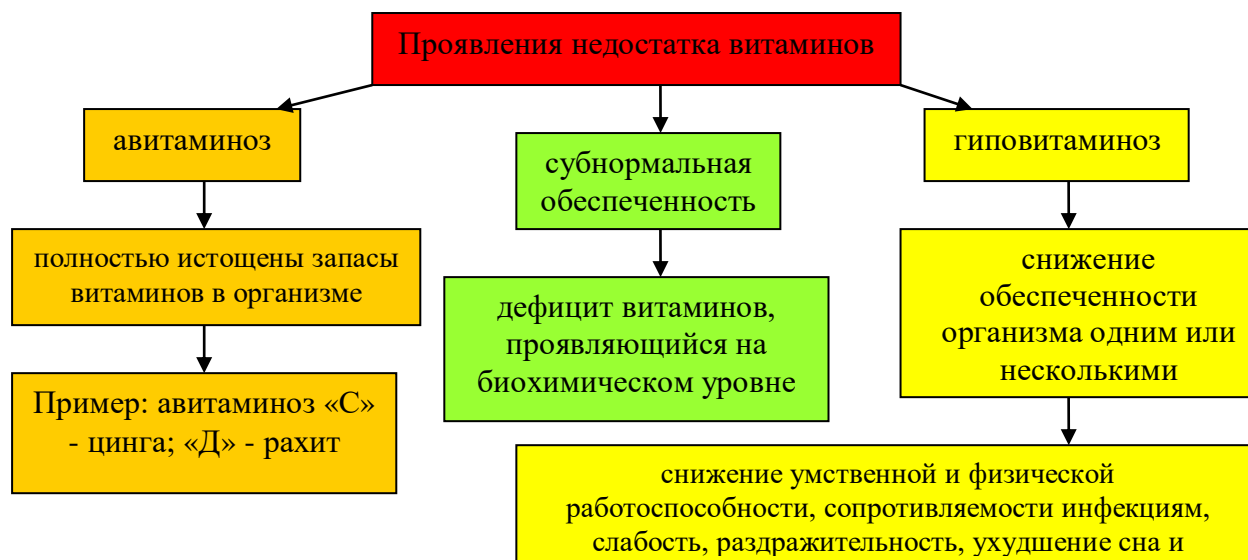 Проявления недостатка витаминов
авитаминоз
субнормальная
обеспеченность
гиповитаминоз
полностью истощены запасы
витаминов в организме
дефицит витаминов,
проявляющийся на
биохимическом уровне
снижение
обеспеченности
организма одним или
несколькими
Пример: авитаминоз «С»
- цинга; «Д» - рахит
снижение умственной и физической
работоспособности, сопротивляемости инфекциям,
слабость, раздражительность, ухудшение сна и